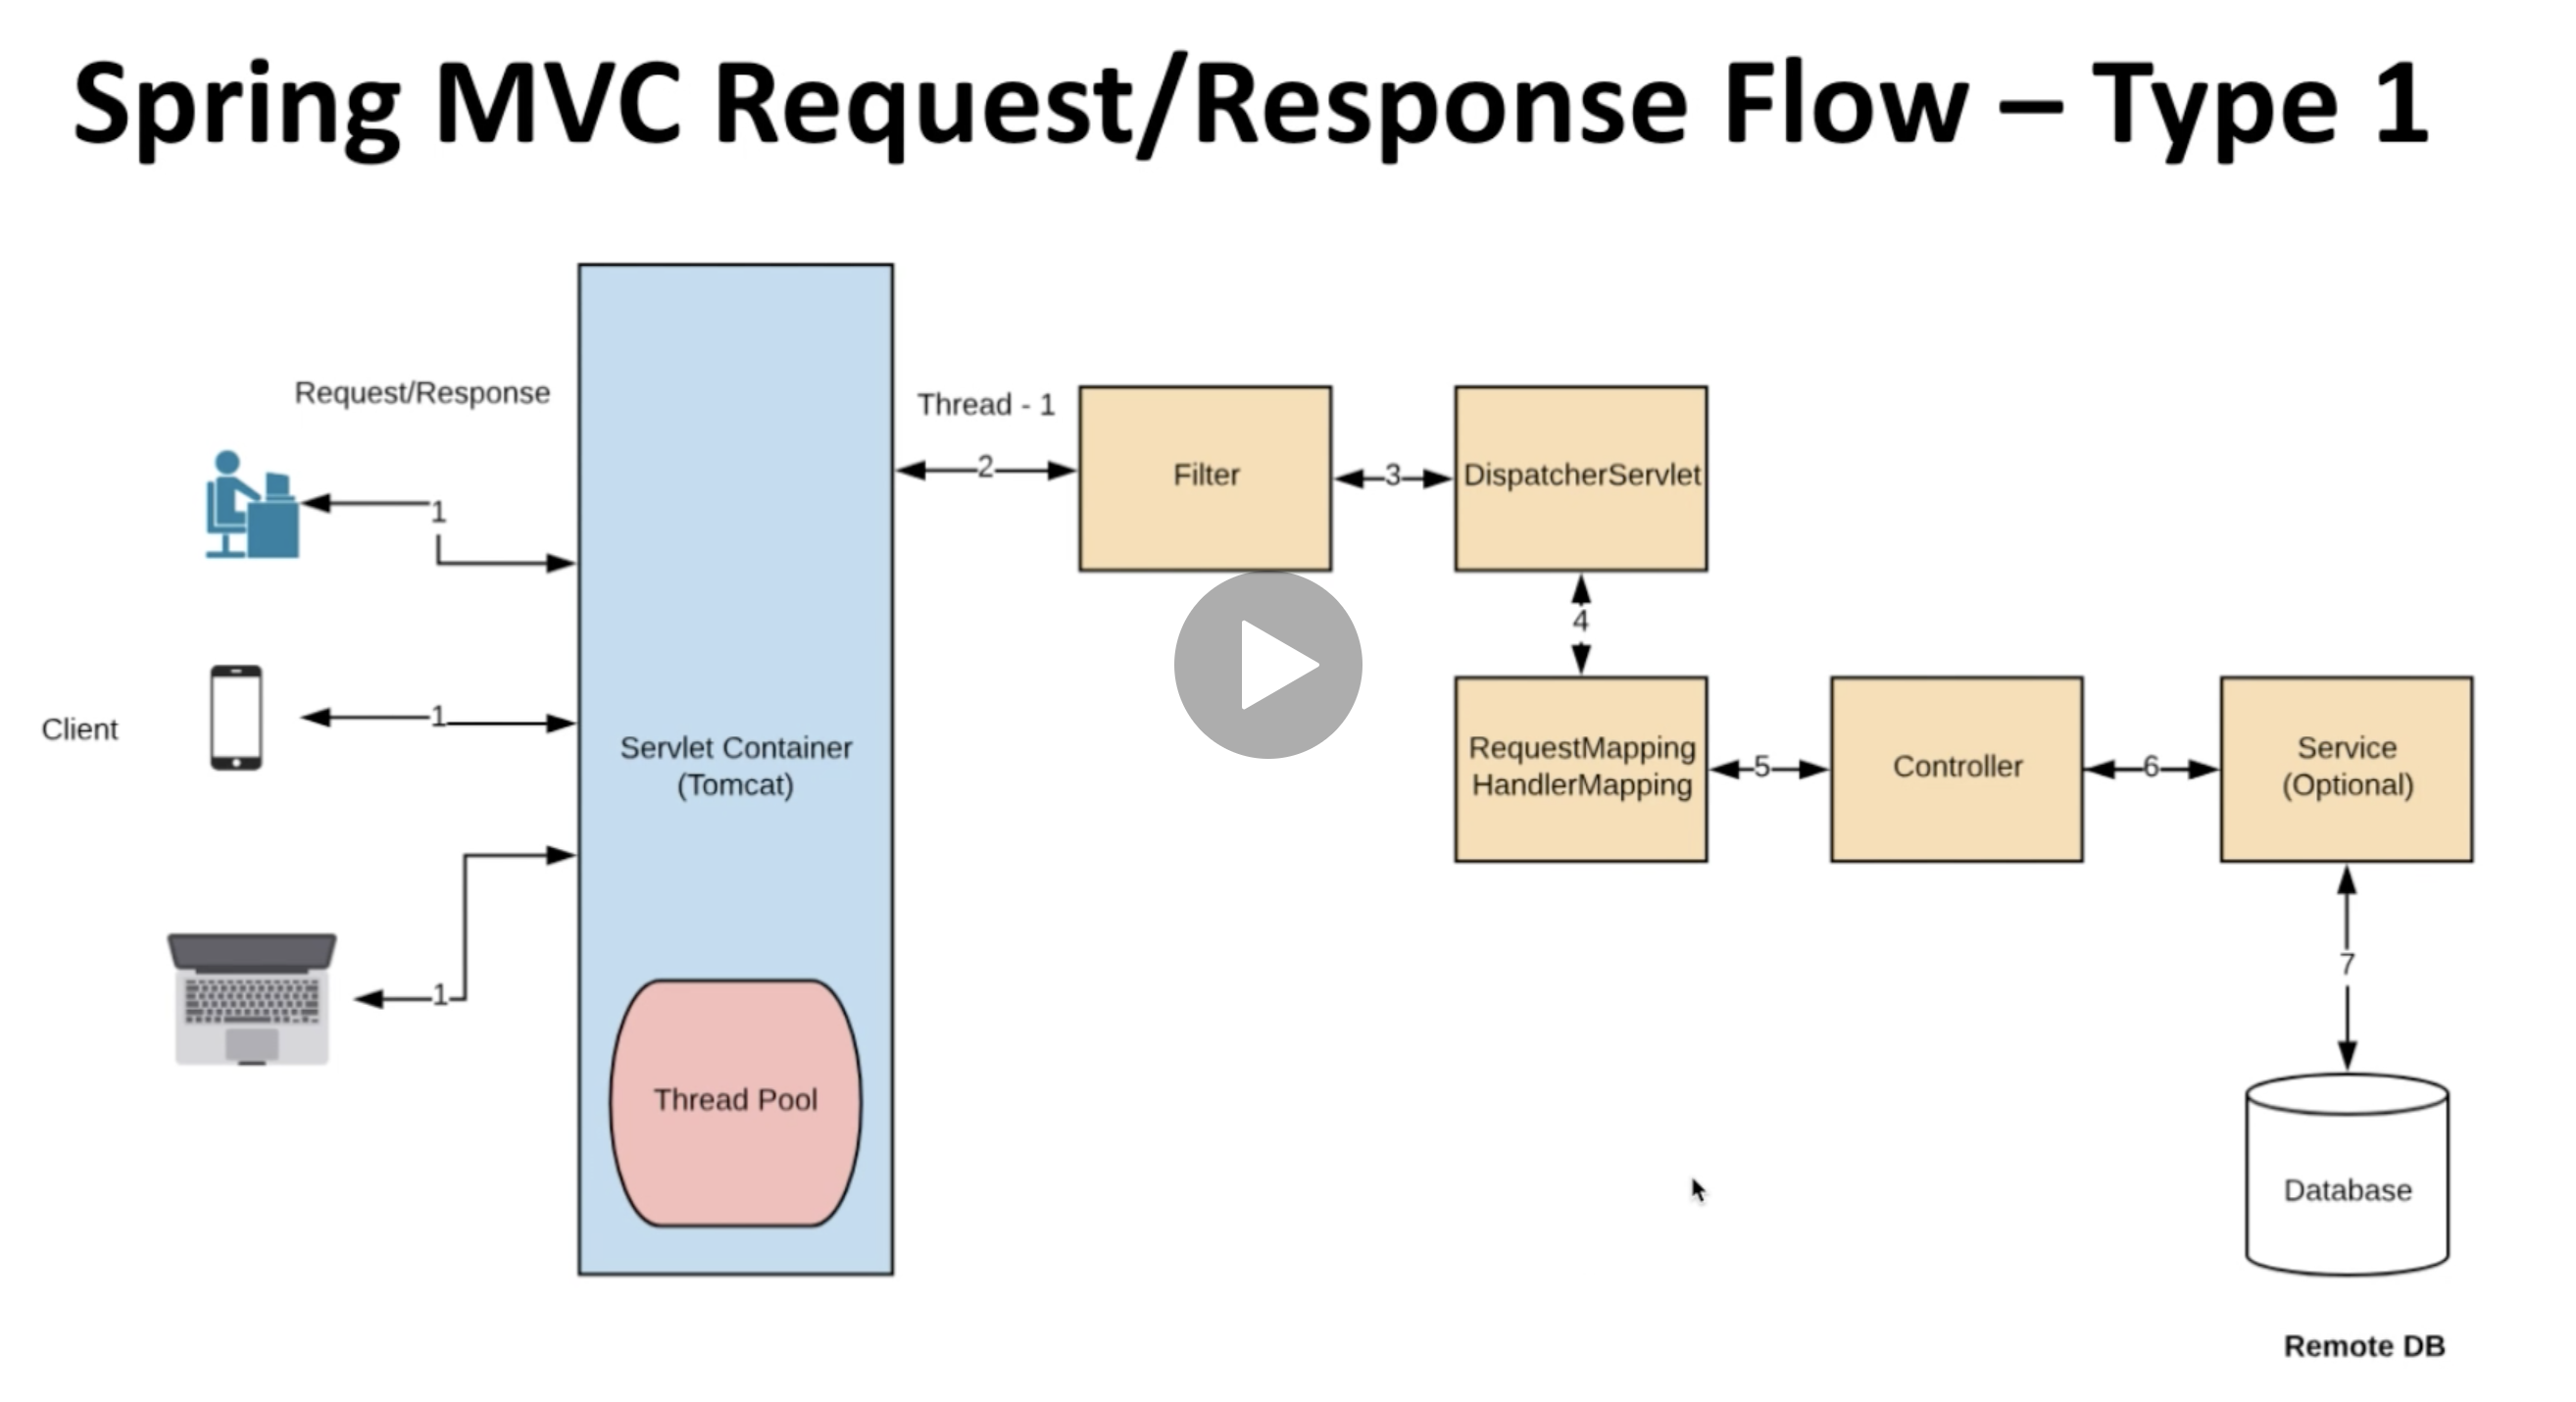 Spring MVC Request/Response Flow – Type 1
Request/Response
Thread - 1
Filter
DispatcherServlet
1
2
3
4
1
Client
Servlet Container
(Tomcat)
RequestMapping
HandlerMapping
5
Controller
6
Service
(Optional)
1
7
Thread Pool
Database
Remote DB